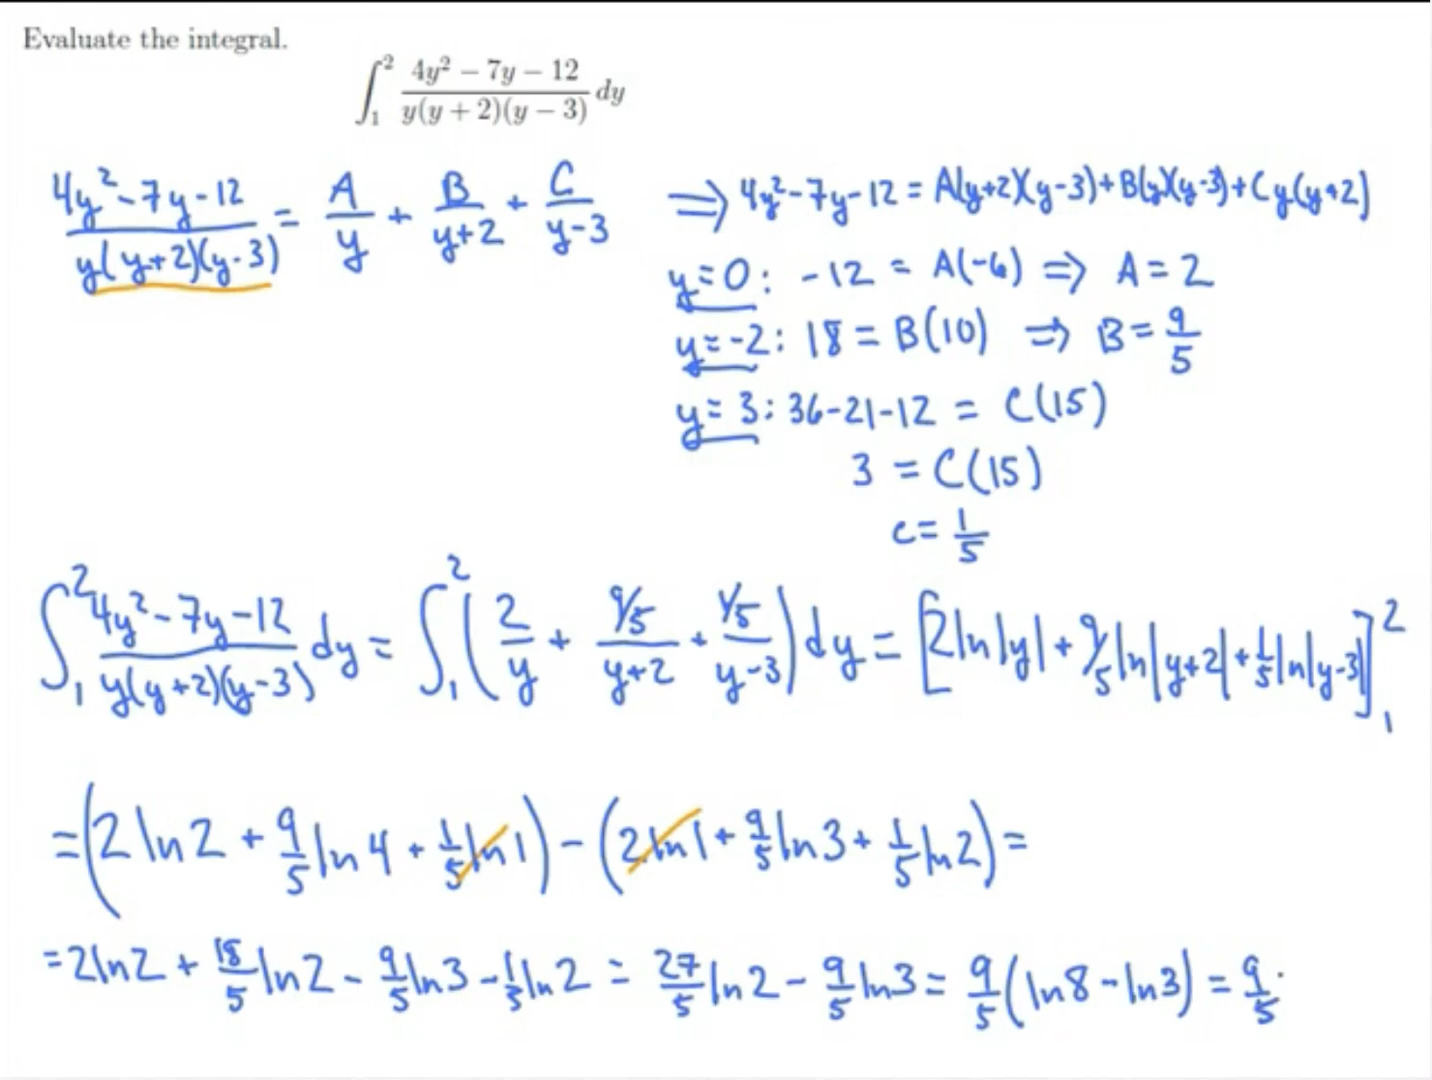 Evaluate the integral.
∫₁² (4y² − 7y − 12)/(y(y + 2)(y − 3)) dy
(4y²-7y-12)/(y(y+2)(y-3)) = A/y + B/(y+2) + C/(y-3) ⟹ 4y²-7y-12 = A(y+2)(y-3)+B(y)(y-3)+Cy(y+2)
y=0: -12 = A(-6) ⟹ A=2
y=-2: 18 = B(10) ⟹ B=9/5
y=3: 36-21-12 = C(15)
3 = C(15)
c=1/5
∫₁² (4y²-7y-12)/(y(y+2)(y-3)) dy = ∫₁² (2/y + (9/5)/(y+2) + (1/5)/(y-3)) dy = [2ln|y| + 9/5 ln|y+2| + 1/5 ln|y-3|]₁²
=(2 ln2 + 9/5 ln4 + 1/5 ln1) - (2 ln1 + 9/5 ln3 + 1/5 ln2) =
=2ln2 + 18/5 ln2 - 9/5 ln3 - 1/5 ln2 = 27/5 ln2 - 9/5 ln3 = 9/5 (ln8 - ln3) = 9/5